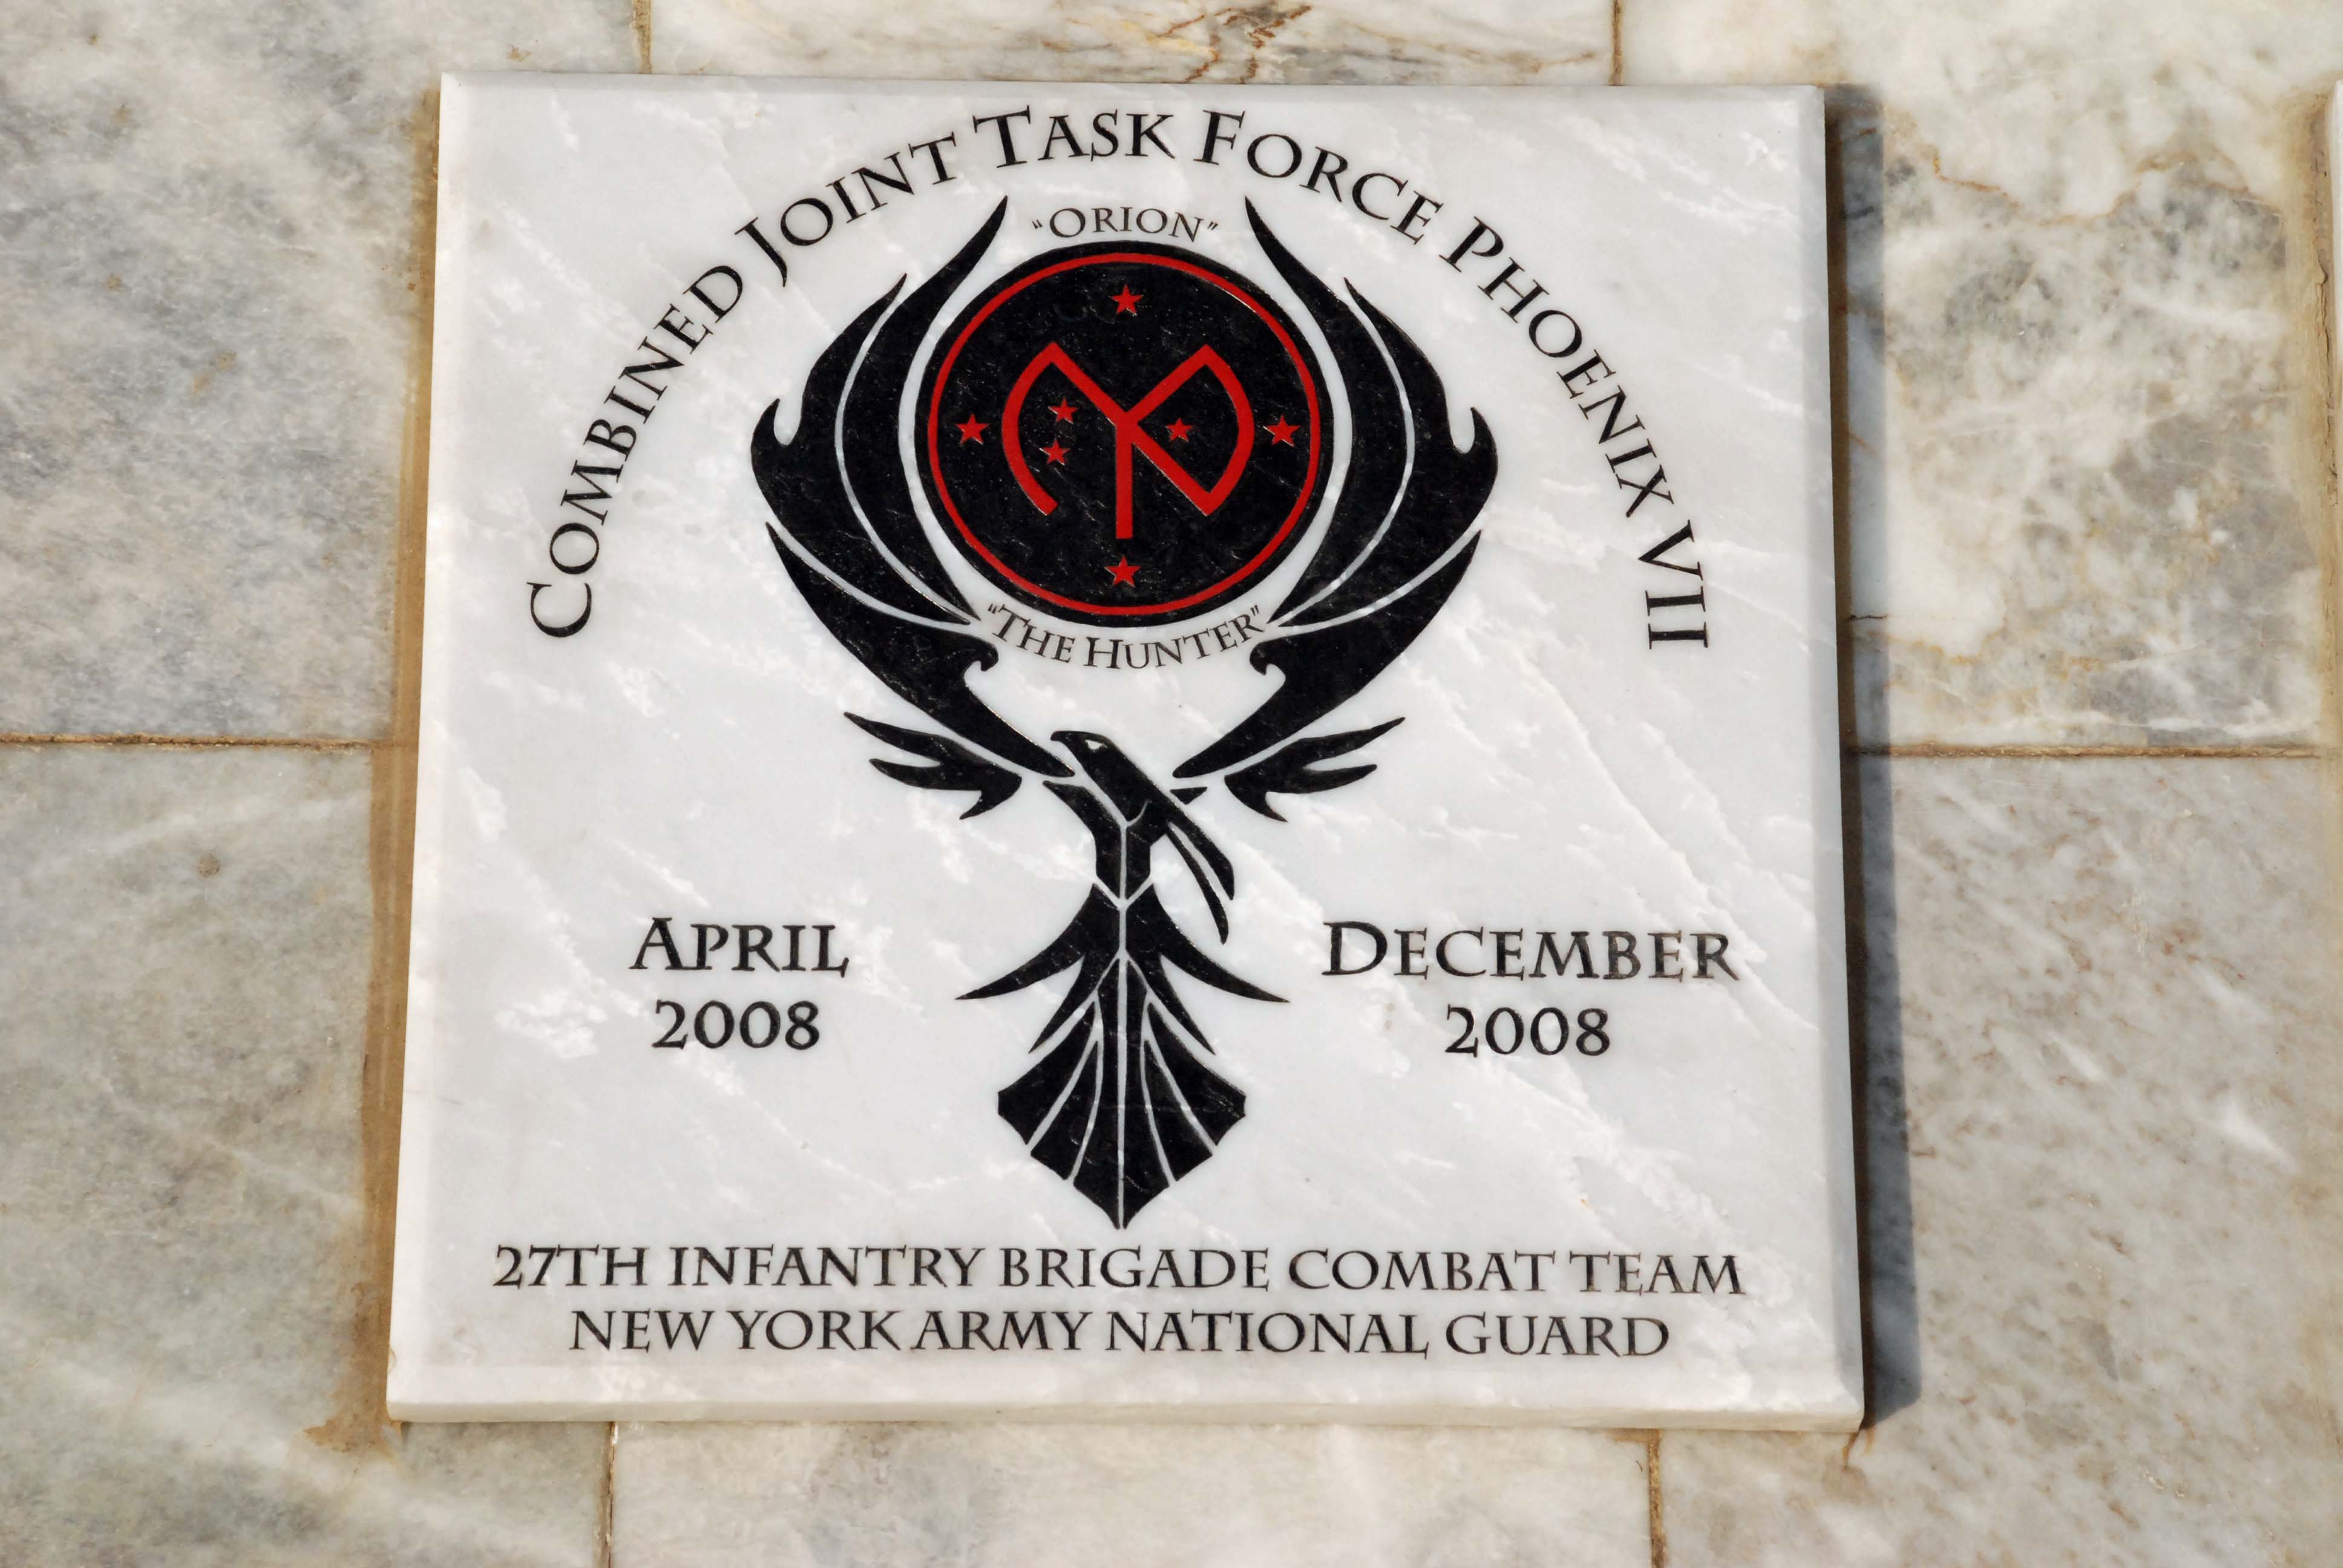 COMBINED JOINT TASK FORCE PHOENIX VII
"ORION"
"THE HUNTER"
APRIL
2008
DECEMBER
2008
27TH INFANTRY BRIGADE COMBAT TEAM
NEW YORK ARMY NATIONAL GUARD